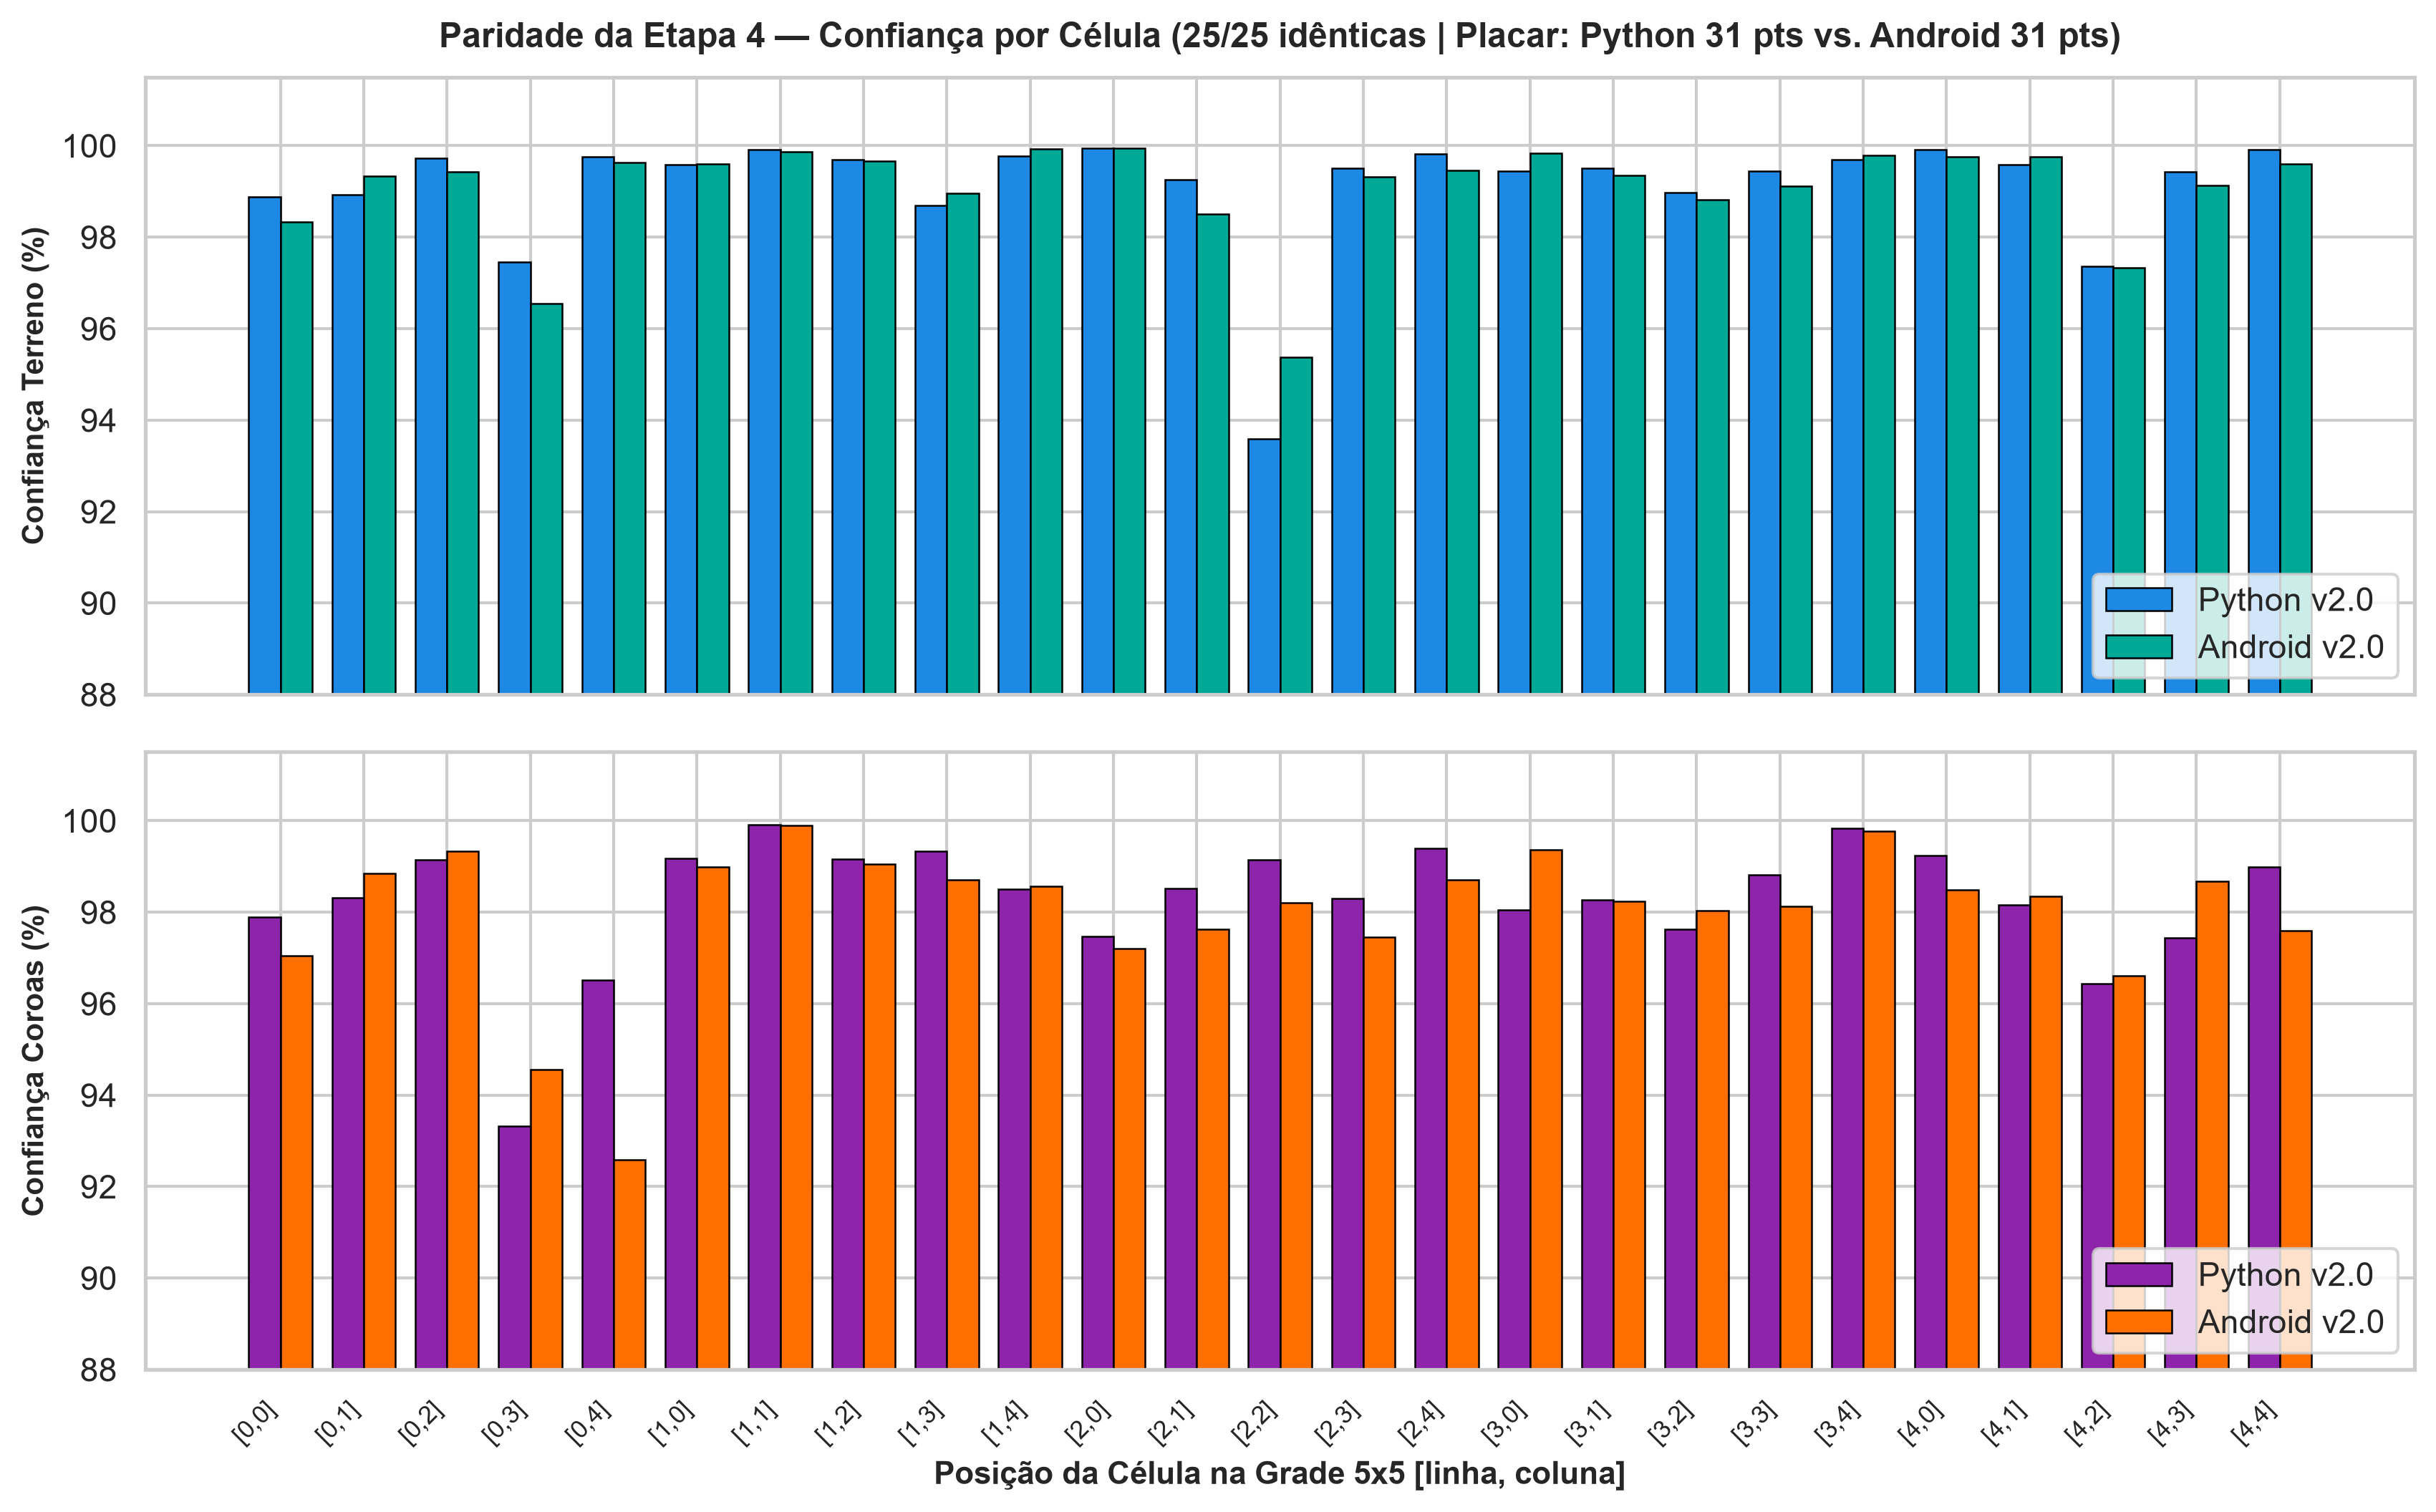 Paridade da Etapa 4 — Confiança por Célula (25/25 idênticas | Placar: Python 31 pts vs. Android 31 pts)
Confiança Terreno (%)
100
98
96
94
92
90
88
Python v2.0
Android v2.0
Confiança Coroas (%)
100
98
96
94
92
90
88
Python v2.0
Android v2.0
[0,0] [0,1] [0,2] [0,3] [0,4] [1,0] [1,1] [1,2] [1,3] [1,4] [2,0] [2,1] [2,2] [2,3] [2,4] [3,0] [3,1] [3,2] [3,3] [3,4] [4,0] [4,1] [4,2] [4,3] [4,4]
Posição da Célula na Grade 5x5 [linha, coluna]